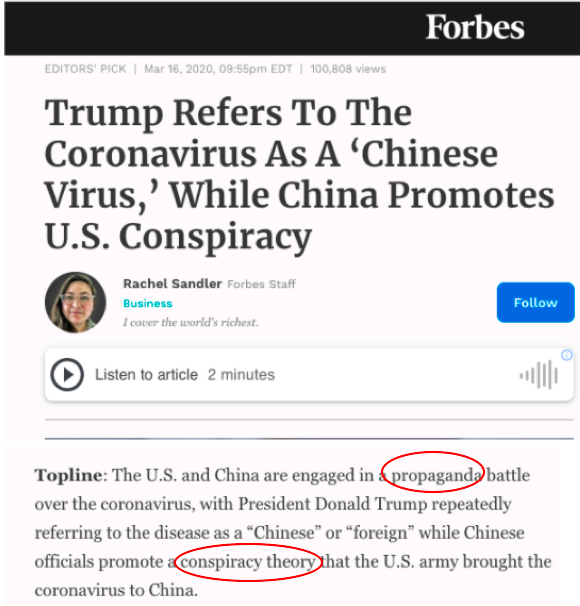 Forbes
EDITORS' PICK | Mar 16, 2020, 09:55pm EDT | 100,808 views
Trump Refers To The
Coronavirus As A ‘Chinese
Virus,’ While China Promotes
U.S. Conspiracy
Rachel Sandler Forbes Staff
Business
I cover the world's richest.
Follow
Listen to article 2 minutes
Topline: The U.S. and China are engaged in a propaganda battle
over the coronavirus, with President Donald Trump repeatedly
referring to the disease as a “Chinese” or “foreign” while Chinese
officials promote a conspiracy theory that the U.S. army brought the
coronavirus to China.